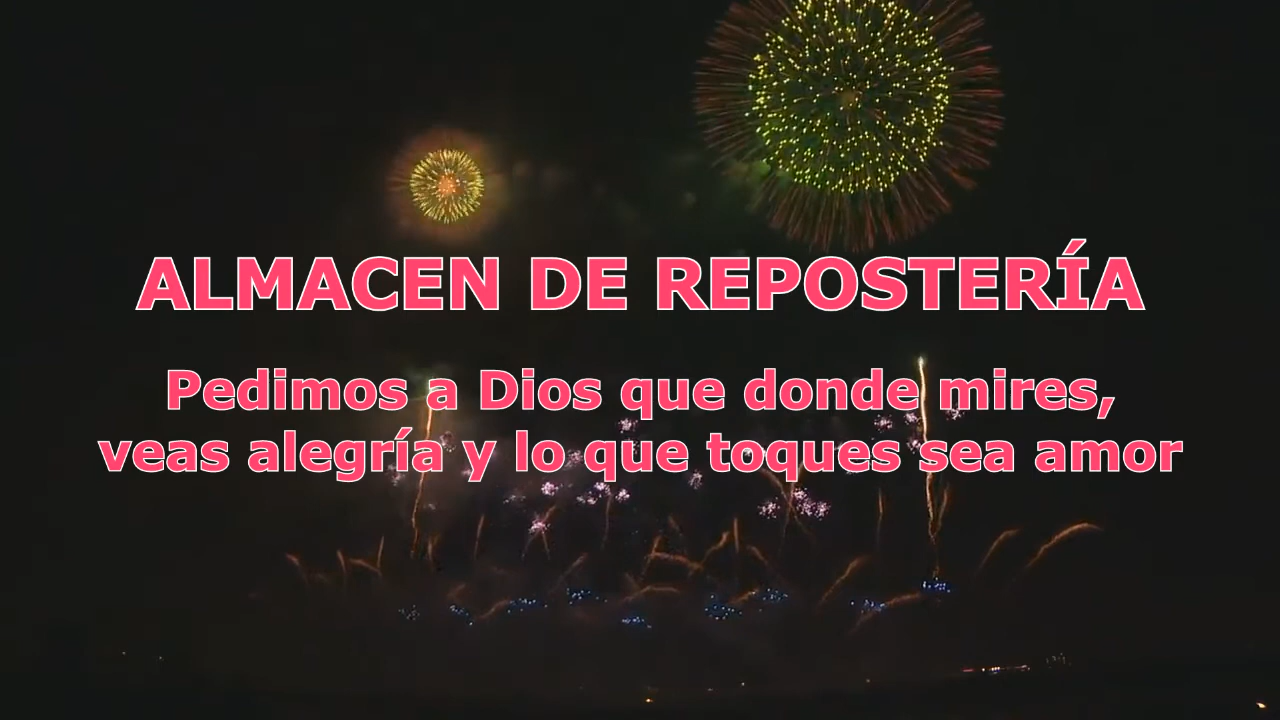 ALMACEN DE REPOSTERÍA
Pedimos a Dios que donde mires,
veas alegría y lo que toques sea amor